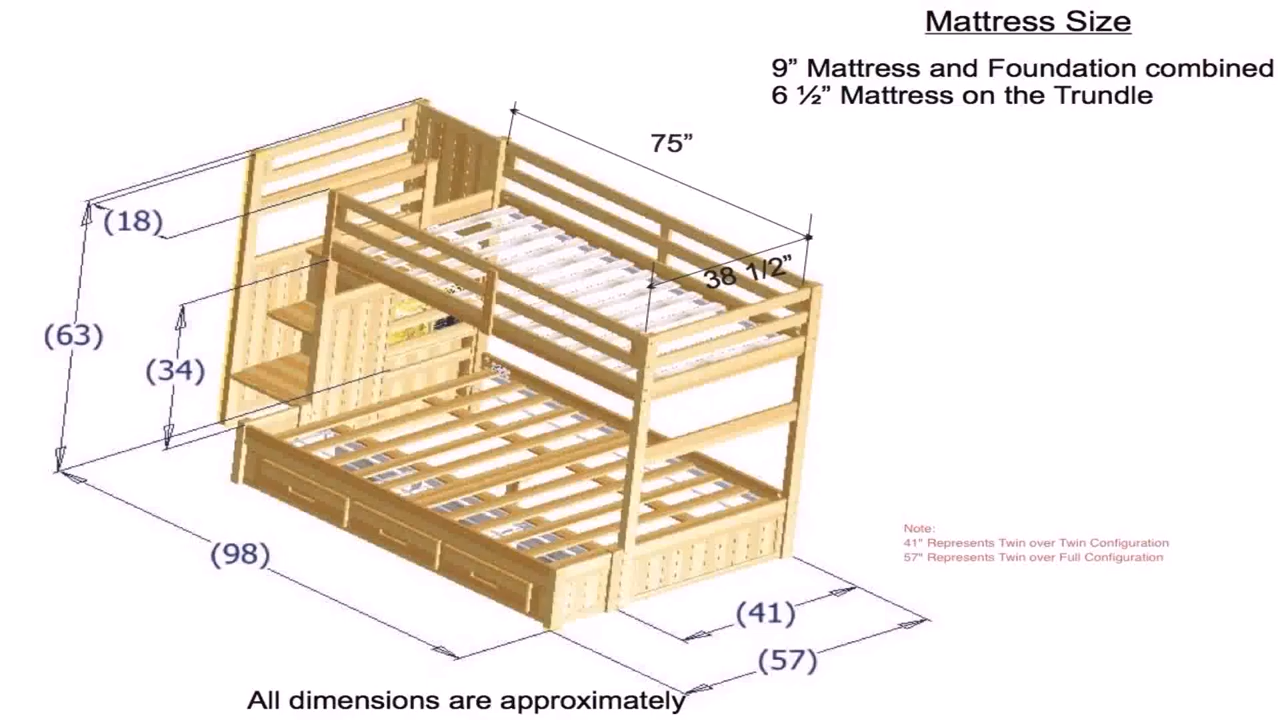 Mattress Size
9” Mattress and Foundation combined
6 ½” Mattress on the Trundle
75”
(18)
38 1/2”
(63)
(34)
Note:
41" Represents Twin over Twin Configuration
57" Represents Twin over Full Configuration
(98)
(41)
(57)
All dimensions are approximately